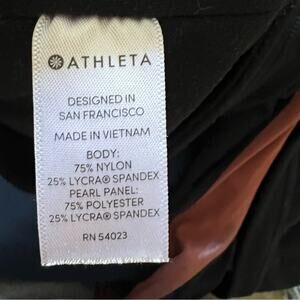 ATHLETA
DESIGNED IN
SAN FRANCISCO
MADE IN VIETNAM
BODY:
75% NYLON
25% LYCRA® SPANDEX
PEARL PANEL:
75% POLYESTER
25% LYCRA® SPANDEX
RN 54023